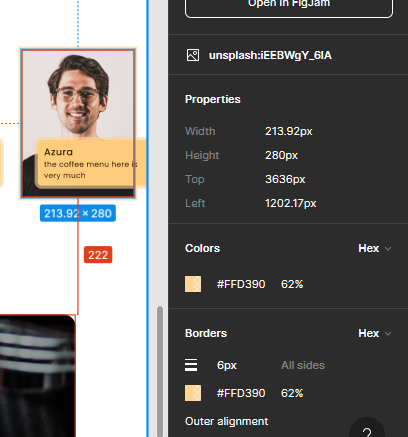 Open in FigJam
unsplash:iEEBWgY_6IA
Properties
Width 213.92px
Height 280px
Top 3636px
Left 1202.17px
Colors Hex
#FFD390 62%
Borders Hex
6px All sides
#FFD390 62%
Outer alignment
?
Azura
the coffee menu here is
very much
213.92 × 280
222